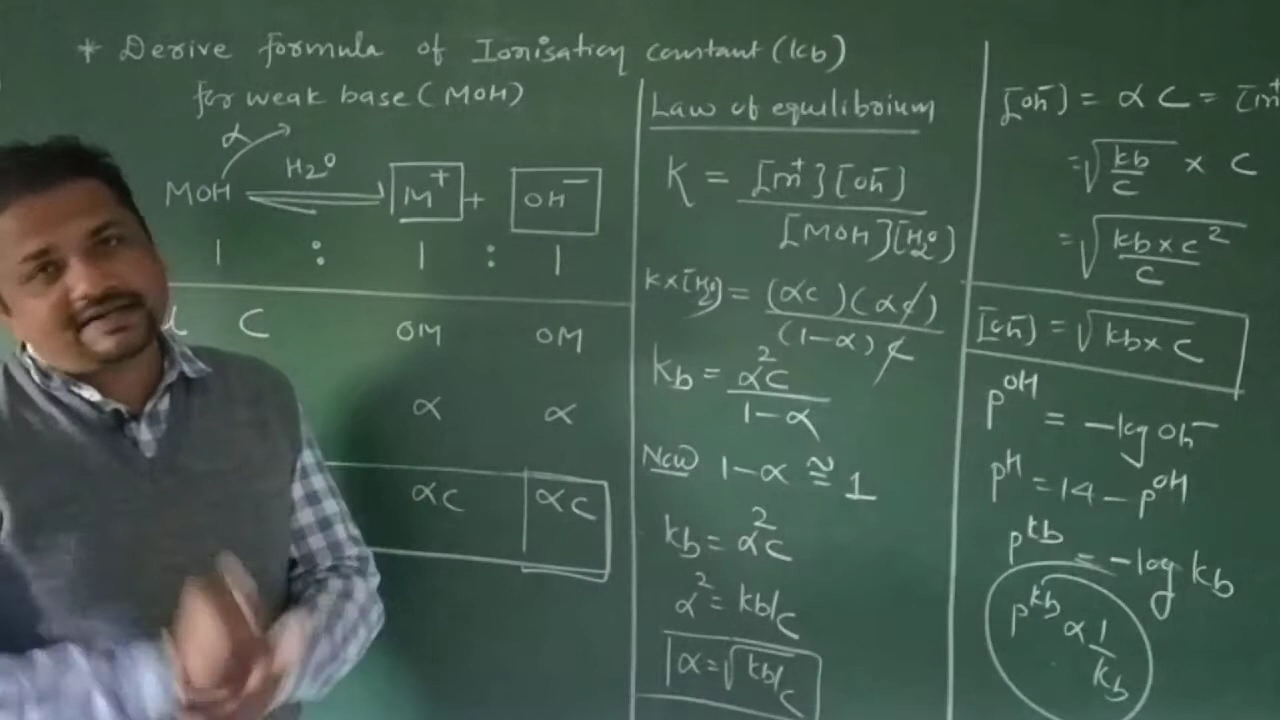 * Derive formula of Ionisation constant (kb)
for weak base (MOH)
α
H₂O
MOH ⇌ M⁺ + OH⁻
1 : 1 : 1
C OM OM
α α
αC αC
Law of equilibrium
K = [M⁺][OH⁻] / [MOH][H₂O]
K×[H₂O] = (αC)(αC) / (1-α)C
kb = α²C / 1-α
Now 1-α ≅ 1
kb = α²C
α² = kb/C
α = √kb/C
[OH⁻] = αC = [M⁺
= √kb/C × C
= √kb×C²/C
[OH⁻] = √kb×C
pᴼᴴ = -log OH⁻
pᴴ = 14 - pᴼᴴ
pᵏᵇ = -log kb
pᵏᵇ α 1/kb